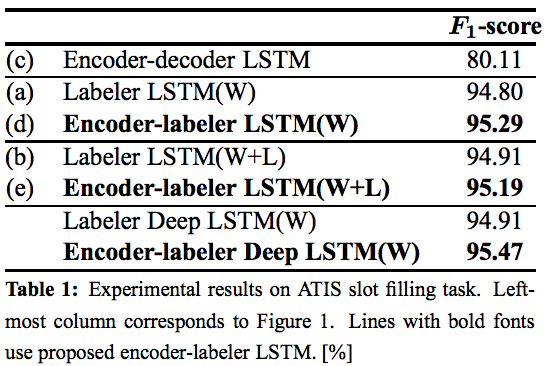 F1-score
(c) Encoder-decoder LSTM 80.11
(a) Labeler LSTM(W) 94.80
(d) Encoder-labeler LSTM(W) 95.29
(b) Labeler LSTM(W+L) 94.91
(e) Encoder-labeler LSTM(W+L) 95.19
Labeler Deep LSTM(W) 94.91
Encoder-labeler Deep LSTM(W) 95.47
Table 1: Experimental results on ATIS slot filling task. Left-
most column corresponds to Figure 1. Lines with bold fonts
use proposed encoder-labeler LSTM. [%]